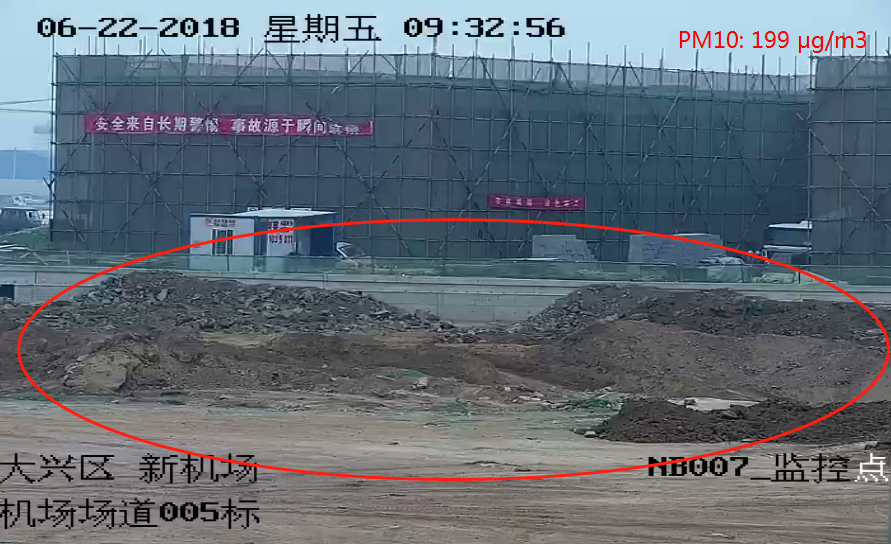 06-22-2018 星期五 09:32:56
PM10: 199 µg/m3
安全来自长期警惕 事故源于瞬间
大兴区 新机场
NB007_监控点
机场场道005标